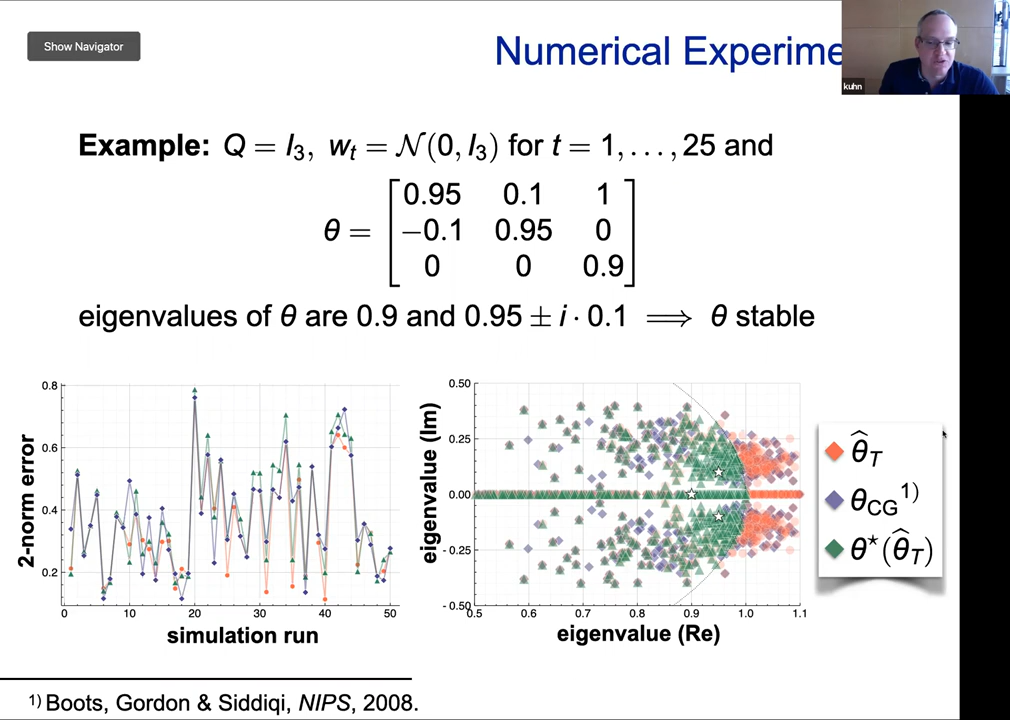 Show Navigator
Numerical Experime
kuhn
Example: Q = I₃, wₜ = 𝒩(0, I₃) for t = 1, . . . , 25 and
θ = [0.95 0.1 1
−0.1 0.95 0
0 0 0.9]
eigenvalues of θ are 0.9 and 0.95 ± i · 0.1 ⟹ θ stable
2-norm error
0.8
0.6
0.4
0.2
0 10 20 30 40 50
simulation run
eigenvalue (Im)
0.50
0.25
0.00
-0.25
-0.50
0.5 0.6 0.7 0.8 0.9 1.0 1.1
eigenvalue (Re)
θ̂_T
θ_CG ¹⁾
θ*(θ̂_T)
1) Boots, Gordon & Siddiqi, NIPS, 2008.